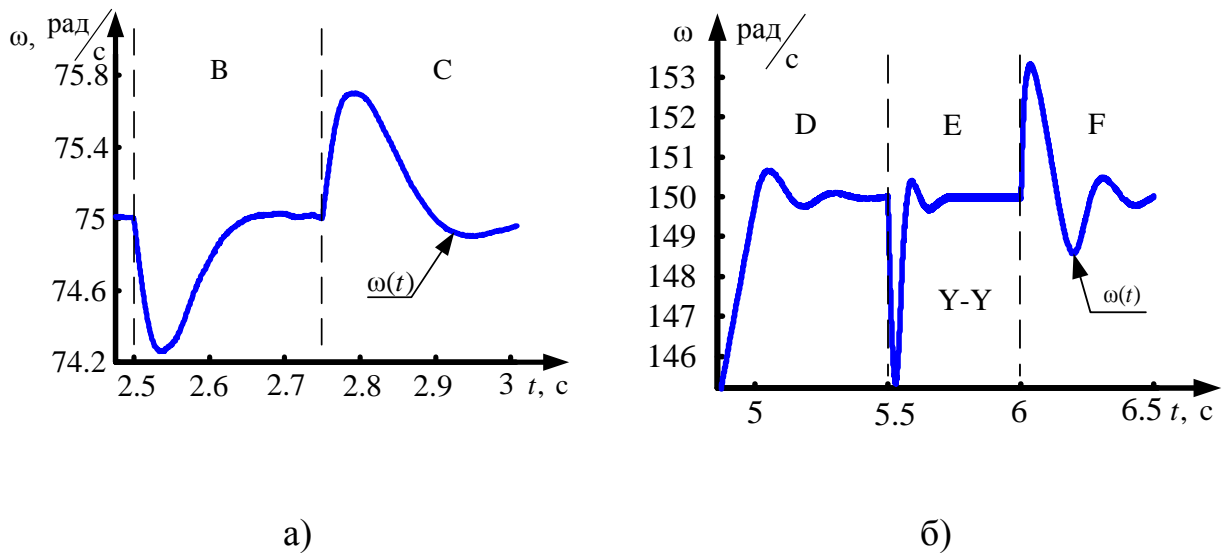 ω, рад/с
75.8
75.4
75
74.6
74.2
B
C
ω(t)
2.5 2.6 2.7 2.8 2.9 3 t, с
а)
ω рад/с
153
152
151
150
149
148
147
146
D
E
F
Y-Y
ω(t)
5 5.5 6 6.5 t, с
б)